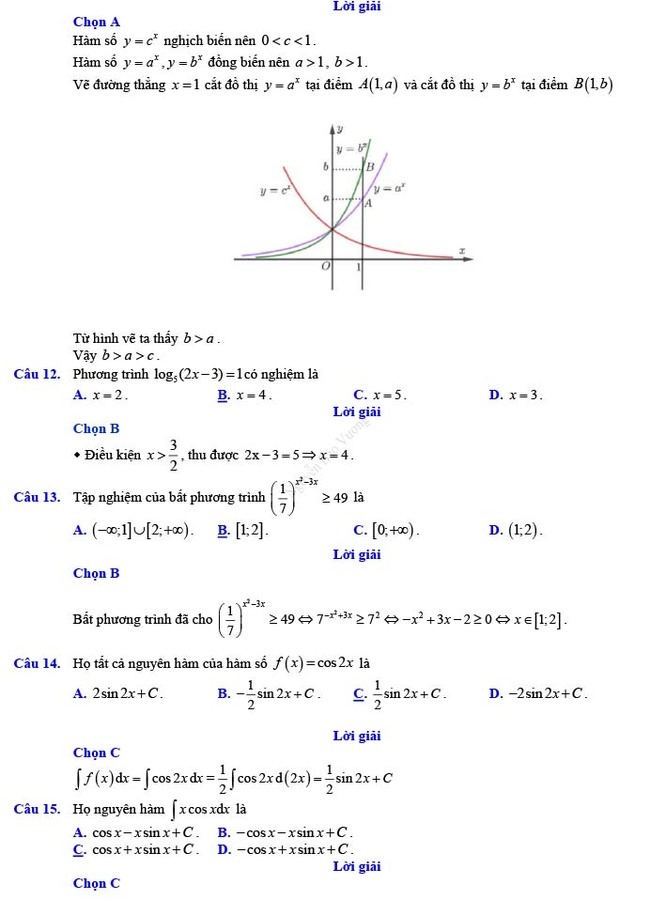 Lời giải
Chọn A
Hàm số y = c^x nghịch biến nên 0 < c < 1.
Hàm số y = a^x, y = b^x đồng biến nên a > 1, b > 1.
Vẽ đường thẳng x = 1 cắt đồ thị y = a^x tại điểm A(1,a) và cắt đồ thị y = b^x tại điểm B(1,b)
y
y = b^x
b
B
y = c^x
a
y = a^x
A
x
O
1
Từ hình vẽ ta thấy b > a.
Vậy b > a > c.
Câu 12. Phương trình log₅(2x − 3) = 1 có nghiệm là
A. x = 2. B. x = 4. C. x = 5. D. x = 3.
Lời giải
Chọn B
• Điều kiện x > 3/2, thu được 2x − 3 = 5 ⇒ x = 4.
Câu 13. Tập nghiệm của bất phương trình (1/7)^(x²−3x) ≥ 49 là
A. (−∞;1]∪[2;+∞). B. [1;2]. C. [0;+∞). D. (1;2).
Lời giải
Chọn B
Bất phương trình đã cho (1/7)^(x²−3x) ≥ 49 ⇔ 7^(−x²+3x) ≥ 7² ⇔ −x² + 3x − 2 ≥ 0 ⇔ x ∈ [1;2].
Câu 14. Họ tất cả nguyên hàm của hàm số f(x) = cos 2x là
A. 2sin 2x + C. B. −1/2 sin 2x + C. C. 1/2 sin 2x + C. D. −2sin 2x + C.
Lời giải
Chọn C
∫f(x)dx = ∫cos 2x dx = 1/2 ∫cos 2x d(2x) = 1/2 sin 2x + C
Câu 15. Họ nguyên hàm ∫x cos xdx là
A. cos x − x sin x + C. B. −cos x − x sin x + C.
C. cos x + x sin x + C. D. −cos x + x sin x + C.
Lời giải
Chọn C